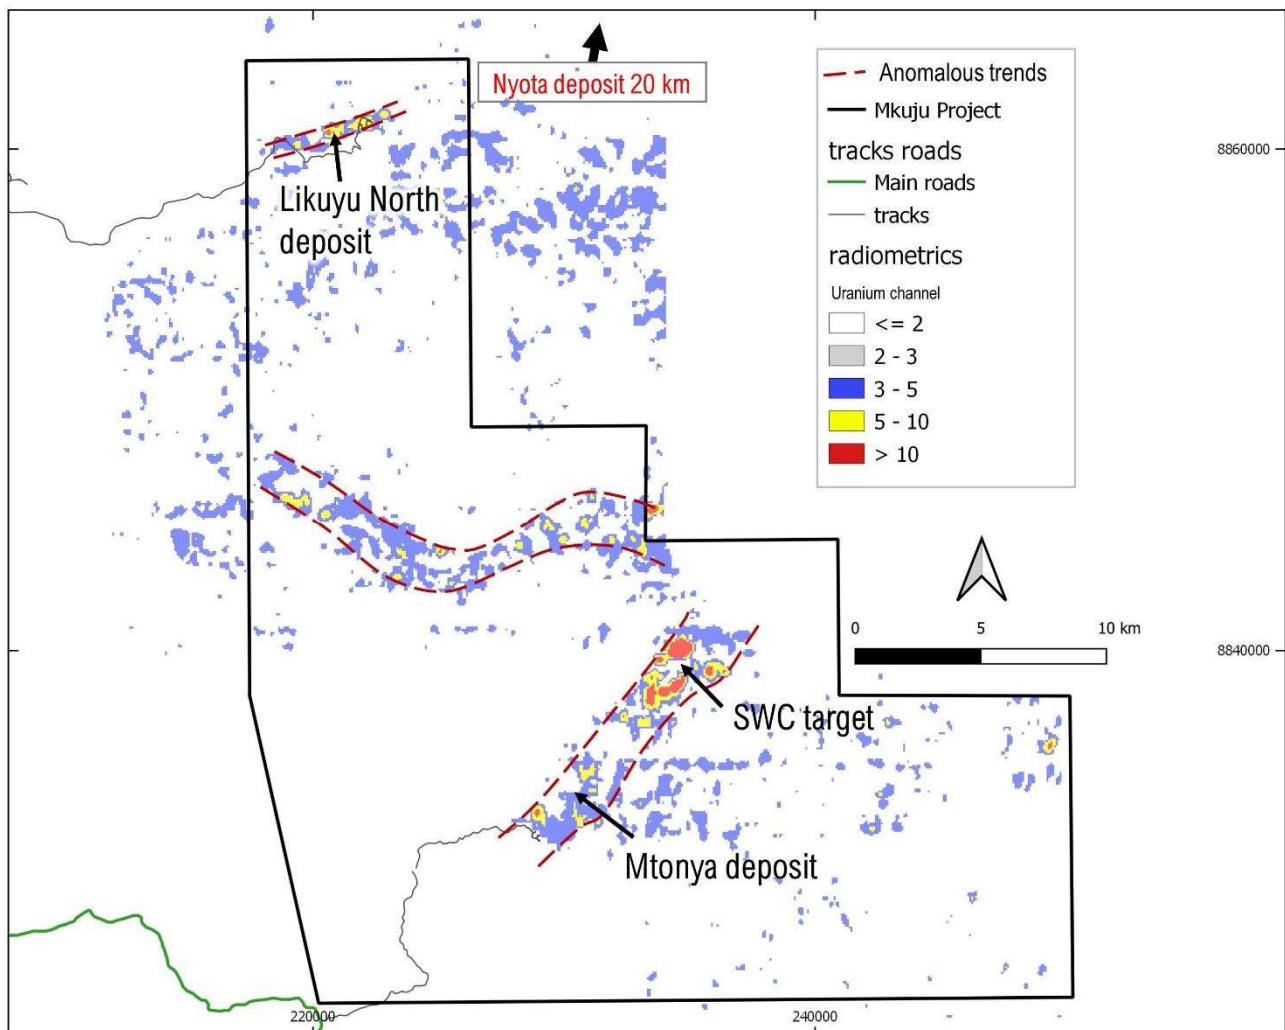 Nyota deposit 20 km
Anomalous trends
Mkuju Project
tracks roads
Main roads
tracks
radiometrics
Uranium channel
<= 2
2 - 3
3 - 5
5 - 10
> 10
8860000
Likuyu North
deposit
0 5 10 km
8840000
SWC target
Mtonya deposit
220000 240000